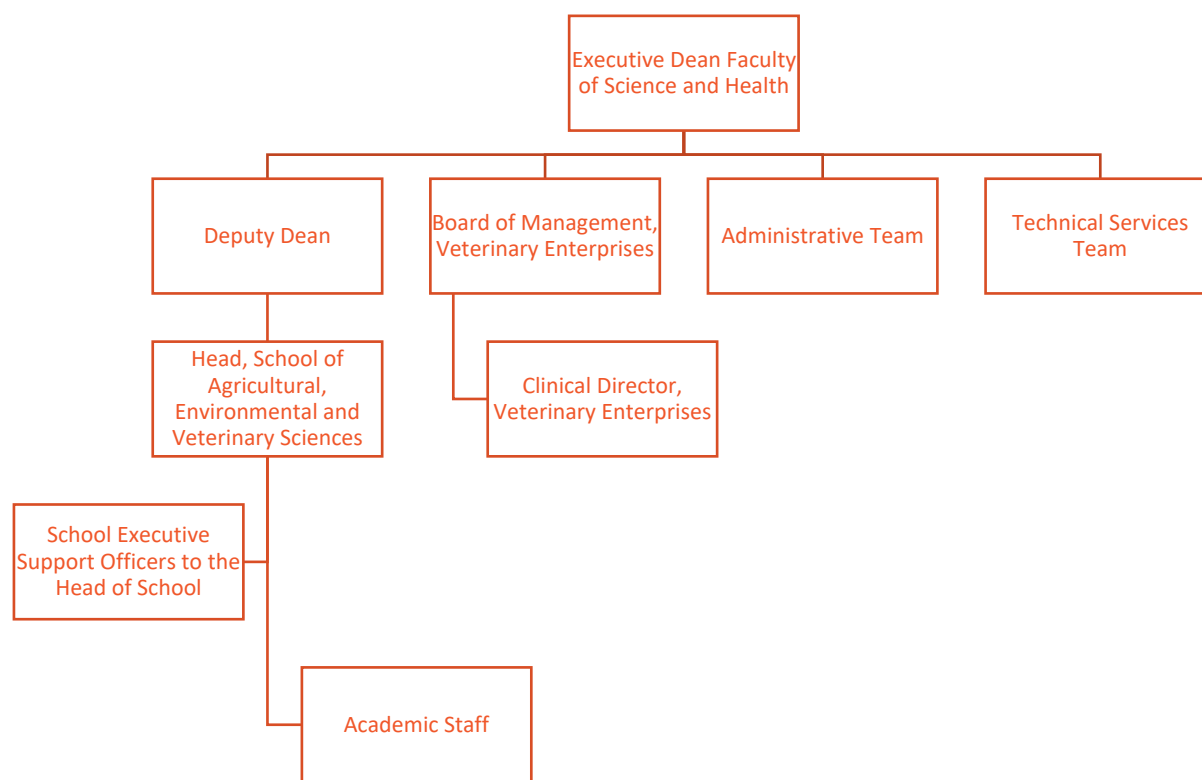 Executive Dean Faculty
of Science and Health
Deputy Dean
Board of Management,
Veterinary Enterprises
Administrative Team
Technical Services
Team
Head, School of
Agricultural,
Environmental and
Veterinary Sciences
Clinical Director,
Veterinary Enterprises
School Executive
Support Officers to the
Head of School
Academic Staff